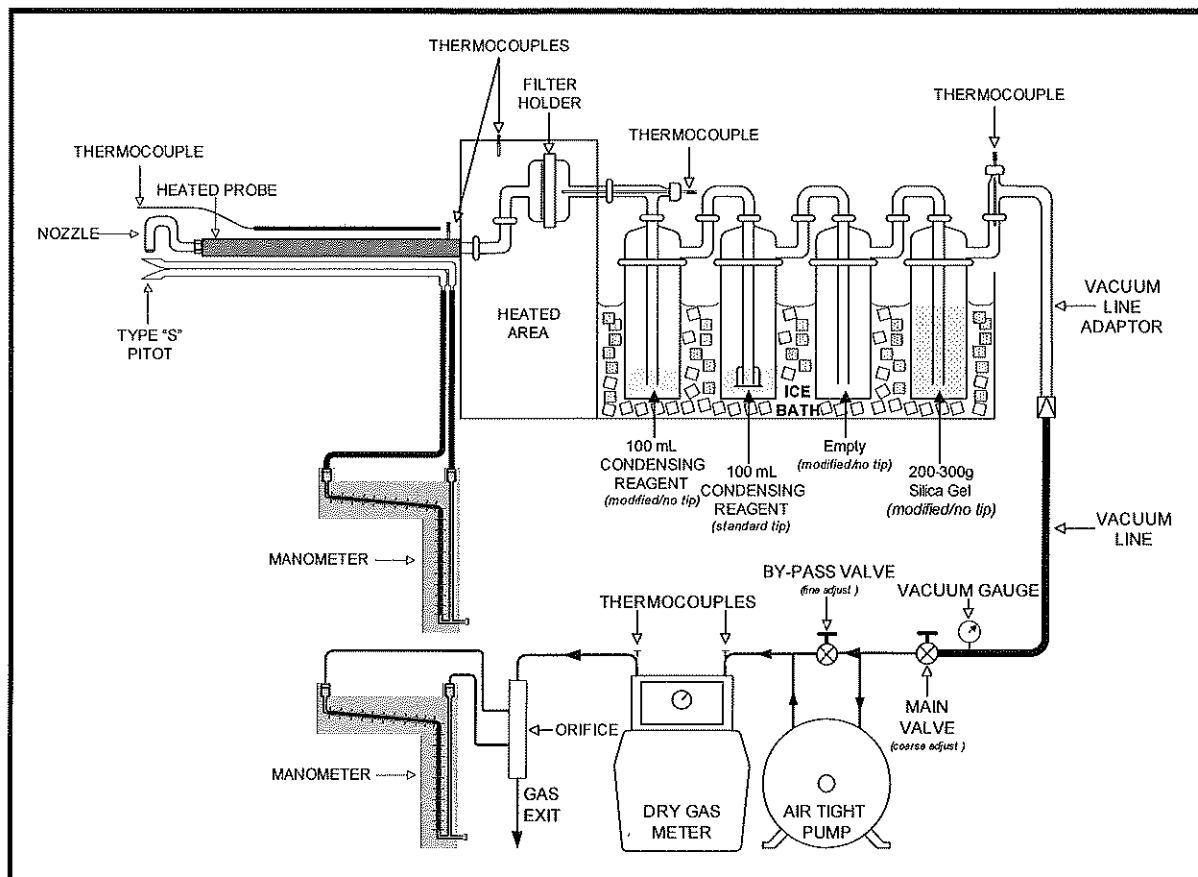 THERMOCOUPLES
FILTER
HOLDER
THERMOCOUPLE
THERMOCOUPLE
THERMOCOUPLE
HEATED PROBE
NOZZLE
TYPE "S"
PITOT
HEATED
AREA
VACUUM
LINE
ADAPTOR
ICE
BATH
100 mL
CONDENSING
REAGENT
(modified/no tip)
100 mL
CONDENSING
REAGENT
(standard tip)
Empty
(modified/no tip)
200-300g
Silica Gel
(modified/no tip)
VACUUM
LINE
MANOMETER
BY-PASS VALVE
(fine adjust )
VACUUM GAUGE
THERMOCOUPLES
MAIN
VALVE
(coarse adjust )
ORIFICE
MANOMETER
GAS
EXIT
DRY GAS
METER
AIR TIGHT
PUMP